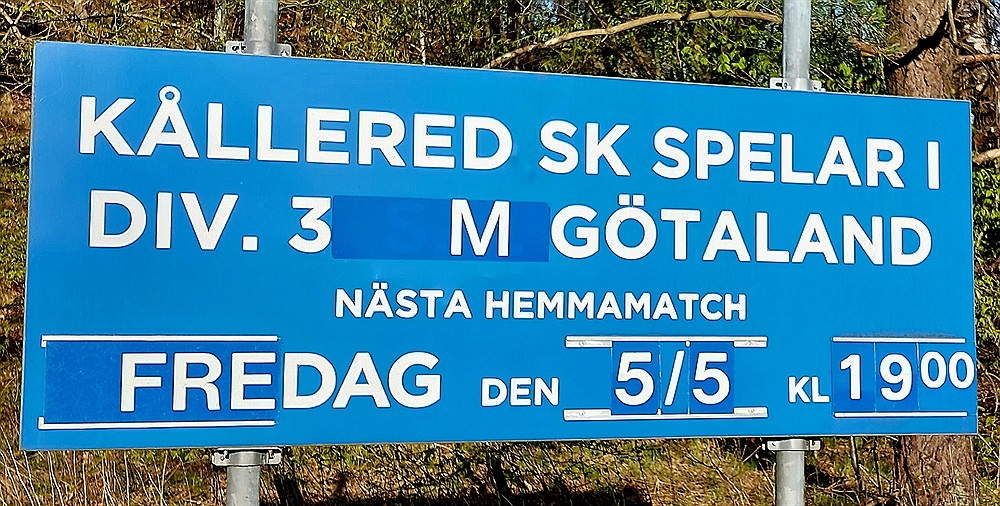 KÅLLERED SK SPELAR I
DIV. 3 M GÖTALAND
NÄSTA HEMMAMATCH
FREDAG DEN 5/5 KL 1900